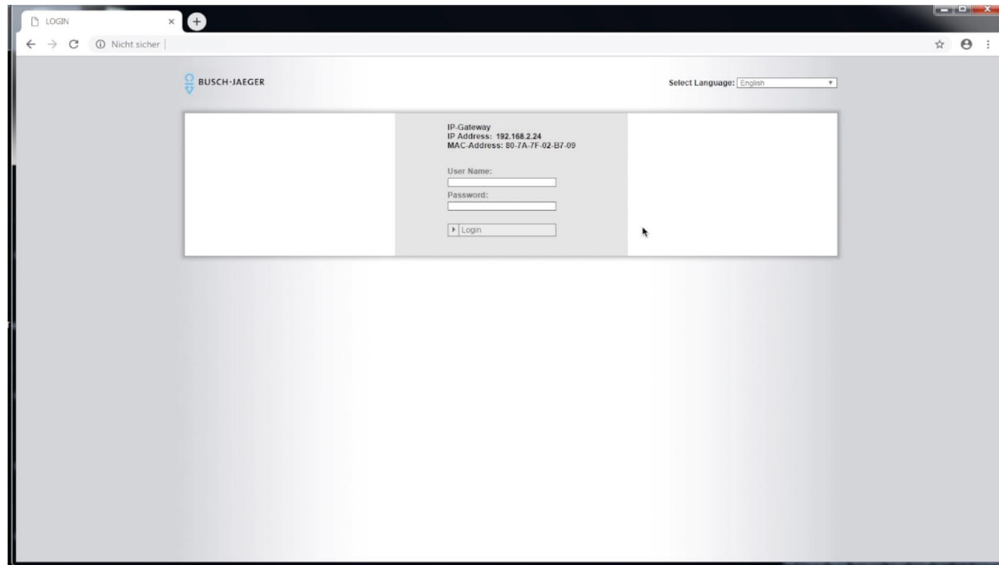 LOGIN
Nicht sicher
BUSCH-JAEGER
Select Language: English
IP-Gateway
IP Address: 192.168.2.24
MAC-Address: 80-7A-7F-02-B7-09
User Name:
Password:
Login